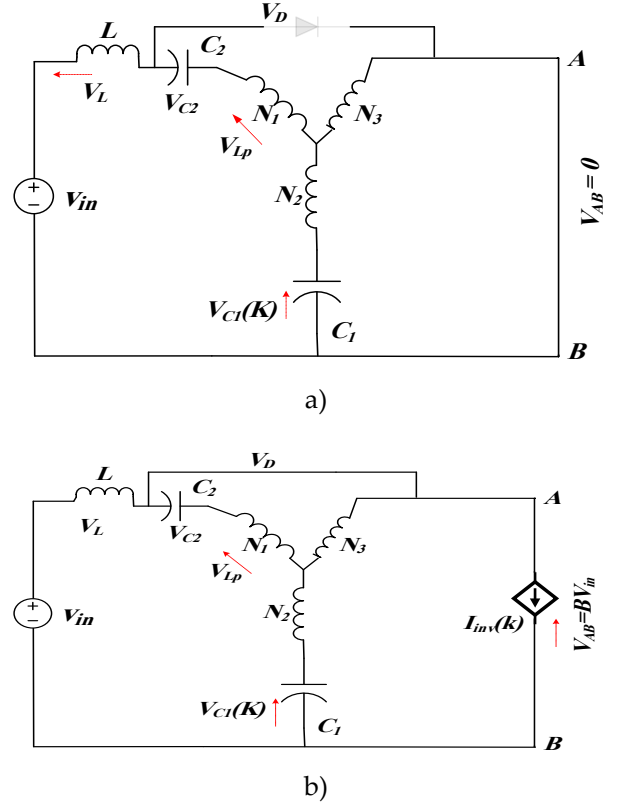 V_D
L
C_2
A
V_L
V_C2
N_1
N_3
V_Lp
N_2
V_in
V_AB=0
V_C1(K)
C_1
B
a)
V_D
L
C_2
A
V_L
V_C2
N_1
N_3
V_Lp
N_2
V_in
I_inv(k)
V_AB=BV_in
V_C1(K)
C_1
B
b)